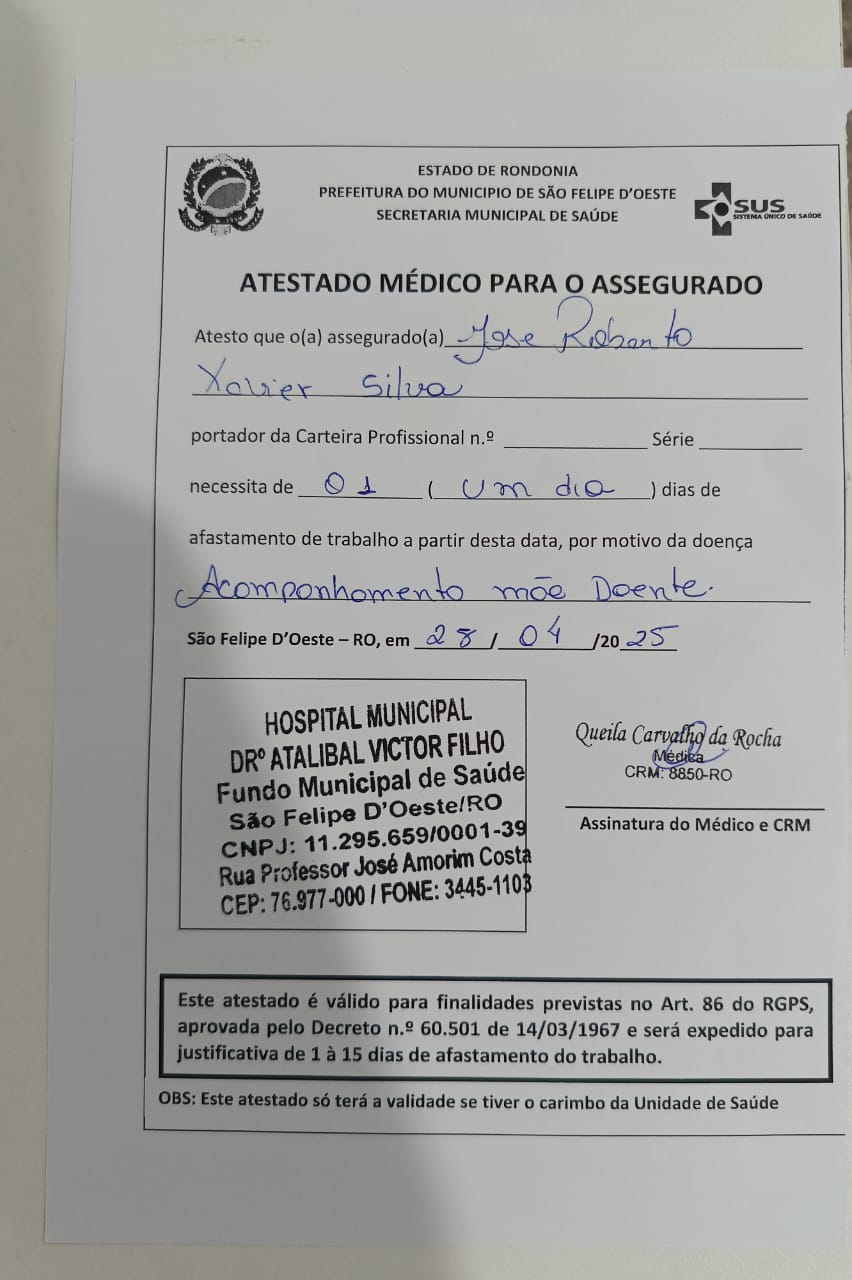 ESTADO DE RONDONIA
PREFEITURA DO MUNICIPIO DE SÃO FELIPE D'OESTE
SECRETARIA MUNICIPAL DE SAÚDE
SUS
SISTEMA ÚNICO DE SAÚDE
ATESTADO MÉDICO PARA O ASSEGURADO
Atesto que o(a) assegurado(a) Jose Robanto
Xavier Silva
portador da Carteira Profissional n.º ____________ Série ________
necessita de 01 ( Um dia ) dias de
afastamento de trabalho a partir desta data, por motivo da doença
Acompanhamento mãe Doente.
São Felipe D'Oeste – RO, em 28 / 04 /2025
HOSPITAL MUNICIPAL
DRº ATALIBAL VICTOR FILHO
Fundo Municipal de Saúde
São Felipe D'Oeste/RO
CNPJ: 11.295.659/0001-39
Rua Professor José Amorim Costa
CEP: 76.977-000 / FONE: 3445-1103
Queila Carvalho da Rocha
Médica
CRM: 8850-RO
Assinatura do Médico e CRM
Este atestado é válido para finalidades previstas no Art. 86 do RGPS,
aprovada pelo Decreto n.º 60.501 de 14/03/1967 e será expedido para
justificativa de 1 à 15 dias de afastamento do trabalho.
OBS: Este atestado só terá a validade se tiver o carimbo da Unidade de Saúde